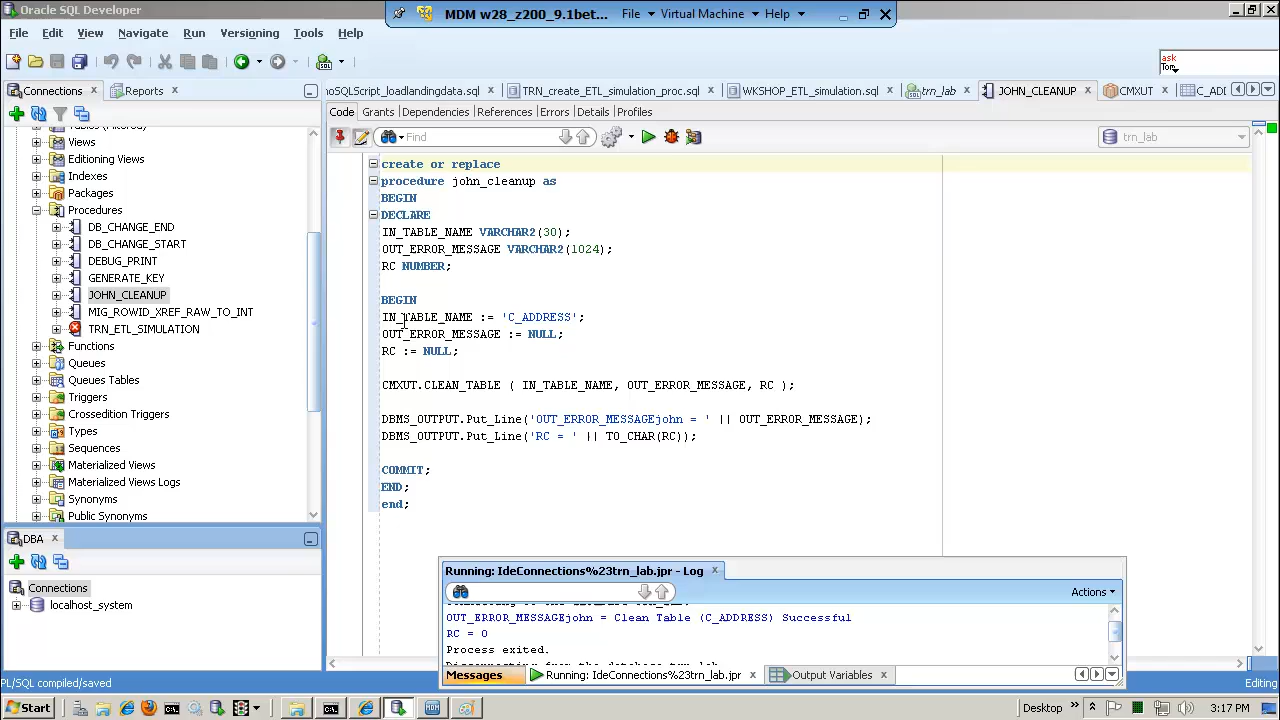 Oracle SQL Developer
MDM w28_z200_9.1bet...
File
Virtual Machine
Help
File Edit View Navigate Run Versioning Tools Help
ask
Tom
Connections
Reports
TRN_create_ETL_simulation_proc.sql
WKSHOP_ETL_simulation.sql
trn_lab
JOHN_CLEANUP
CMXUT
C_ADI
Code Grants Dependencies References Errors Details Profiles
Find
trn_lab
Views
Editioning Views
Indexes
Packages
Procedures
DB_CHANGE_END
DB_CHANGE_START
DEBUG_PRINT
GENERATE_KEY
JOHN_CLEANUP
MIG_ROWID_XREF_RAW_TO_INT
TRN_ETL_SIMULATION
Functions
Queues
Queues Tables
Triggers
Crossedition Triggers
Types
Sequences
Materialized Views
Materialized Views Logs
Synonyms
Public Synonyms
create or replace
procedure john_cleanup as
BEGIN
DECLARE
IN_TABLE_NAME VARCHAR2(30);
OUT_ERROR_MESSAGE VARCHAR2(1024);
RC NUMBER;
BEGIN
IN_TABLE_NAME := 'C_ADDRESS';
OUT_ERROR_MESSAGE := NULL;
RC := NULL;
CMXUT.CLEAN_TABLE ( IN_TABLE_NAME, OUT_ERROR_MESSAGE, RC );
DBMS_OUTPUT.Put_Line('OUT_ERROR_MESSAGEjohn = ' || OUT_ERROR_MESSAGE);
DBMS_OUTPUT.Put_Line('RC = ' || TO_CHAR(RC));
COMMIT;
END;
end;
DBA
Connections
localhost_system
Running: IdeConnections%23trn_lab.jpr - Log
Actions
OUT_ERROR_MESSAGEjohn = Clean Table (C_ADDRESS) Successful
RC = 0
Process exited.
Messages
Running: IdeConnections%23trn_lab.jpr
Output Variables
PL/SQL compiled/saved
Editing
Start
Desktop
3:17 PM